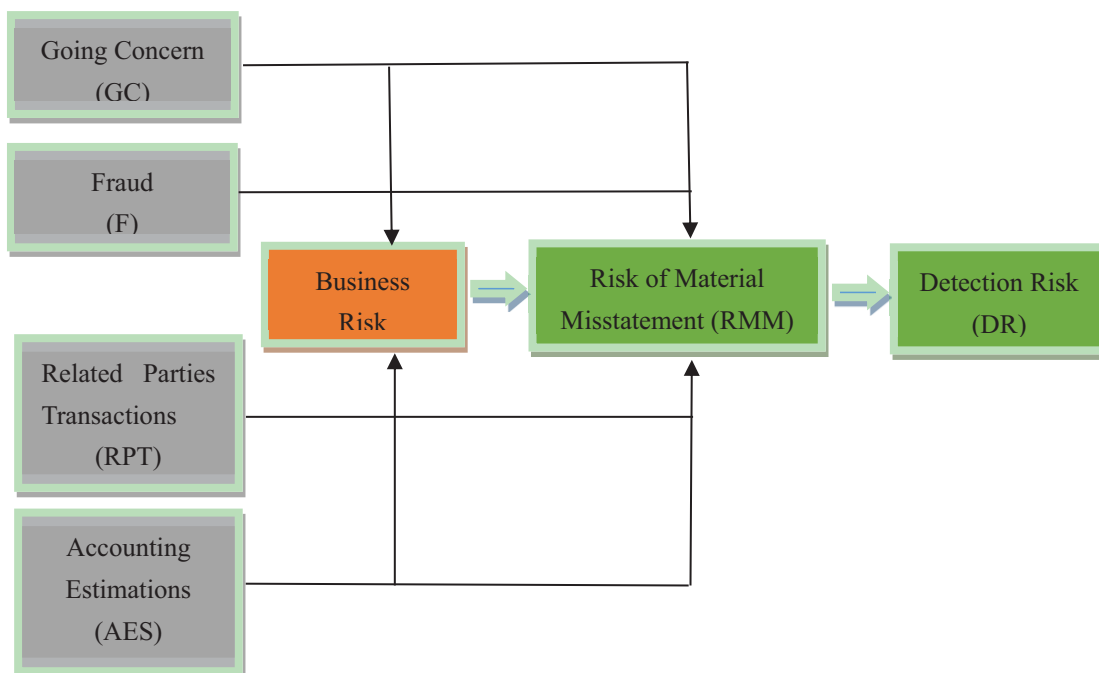 Going Concern
(GC)
Fraud
(F)
Business
Risk
Risk of Material
Misstatement (RMM)
Detection Risk
(DR)
Related Parties
Transactions
(RPT)
Accounting
Estimations
(AES)